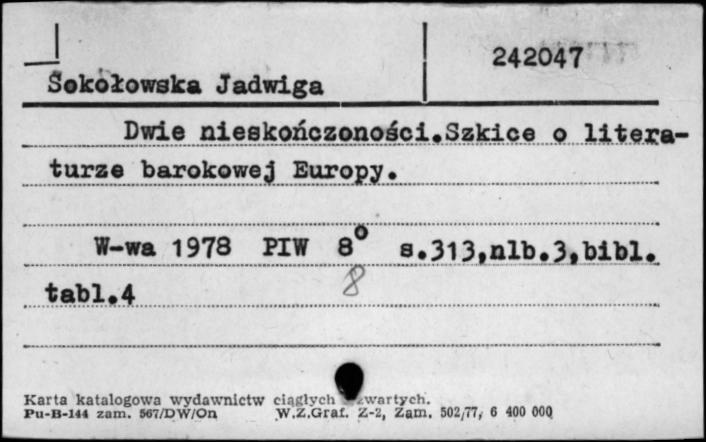 242047
Sokołowska Jadwiga
Dwie nieskończoności.Szkice o litera-
turze barokowej Europy.
W-wa 1978 PIW 8° s.313,nlb.3,bibl.
tabl.4
8
Karta katalogowa wydawnictw ciągłych zwartych.
Pu-B-144 zam. 567/DW/On W.Z.Graf. Z-2, Zam. 502/77, 6 400 000